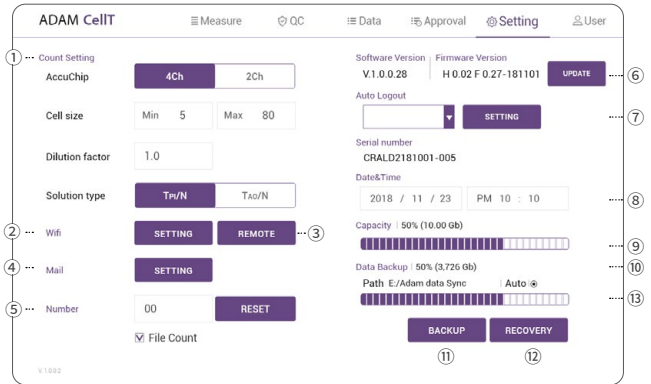 ADAM CellT
Measure
QC
Data
Approval
Setting
User
① Count Setting
AccuChip
4Ch
2Ch
Cell size
Min 5
Max 80
Dilution factor
1.0
Solution type
TPI/N
TAO/N
② Wifi
SETTING
REMOTE ③
④ Mail
SETTING
⑤ Number
00
RESET
File Count
V 1.0.0.2
Software Version | Firmware Version
V.1.0.0.28
H 0.02 F 0.27-181101
UPDATE ⑥
Auto Logout
SETTING ⑦
Serial number
CRALD2181001-005
Date&Time
2018 / 11 / 23
PM 10 : 10 ⑧
Capacity | 50% (10.00 Gb)
⑨
Data Backup | 50% (3,726 Gb) ⑩
Path E:/Adam data Sync | Auto
⑬
BACKUP
RECOVERY
⑪
⑫